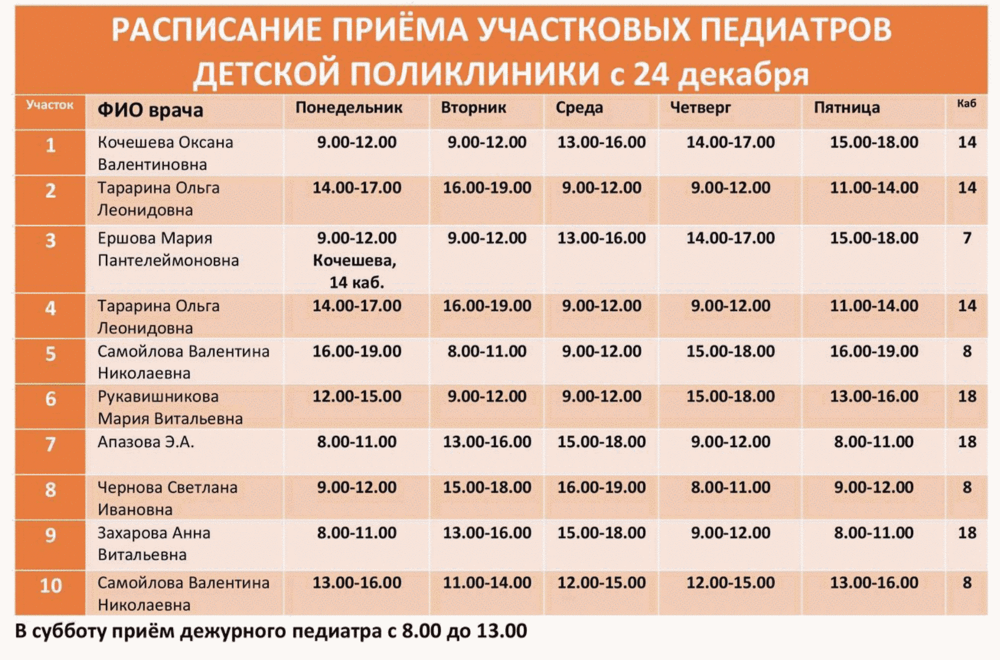 РАСПИСАНИЕ ПРИЁМА УЧАСТКОВЫХ ПЕДИАТРОВ
ДЕТСКОЙ ПОЛИКЛИНИКИ с 24 декабря
Участок ФИО врача Понедельник Вторник Среда Четверг Пятница Каб
1 Кочешева Оксана 9.00-12.00 9.00-12.00 13.00-16.00 14.00-17.00 15.00-18.00 14
Валентиновна
2 Тарарина Ольга 14.00-17.00 16.00-19.00 9.00-12.00 9.00-12.00 11.00-14.00 14
Леонидовна
3 Ершова Мария 9.00-12.00 9.00-12.00 13.00-16.00 14.00-17.00 15.00-18.00 7
Пантелеймоновна Кочешева,
14 каб.
4 Тарарина Ольга 14.00-17.00 16.00-19.00 9.00-12.00 9.00-12.00 11.00-14.00 14
Леонидовна
5 Самойлова Валентина 16.00-19.00 8.00-11.00 9.00-12.00 15.00-18.00 16.00-19.00 8
Николаевна
6 Рукавишникова 12.00-15.00 9.00-12.00 9.00-12.00 15.00-18.00 13.00-16.00 18
Мария Витальевна
7 Апазова Э.А. 8.00-11.00 13.00-16.00 15.00-18.00 9.00-12.00 8.00-11.00 18
8 Чернова Светлана 9.00-12.00 15.00-18.00 16.00-19.00 8.00-11.00 9.00-12.00 8
Ивановна
9 Захарова Анна 8.00-11.00 13.00-16.00 15.00-18.00 9.00-12.00 8.00-11.00 18
Витальевна
10 Самойлова Валентина 13.00-16.00 11.00-14.00 12.00-15.00 12.00-15.00 13.00-16.00 8
Николаевна
В субботу приём дежурного педиатра с 8.00 до 13.00